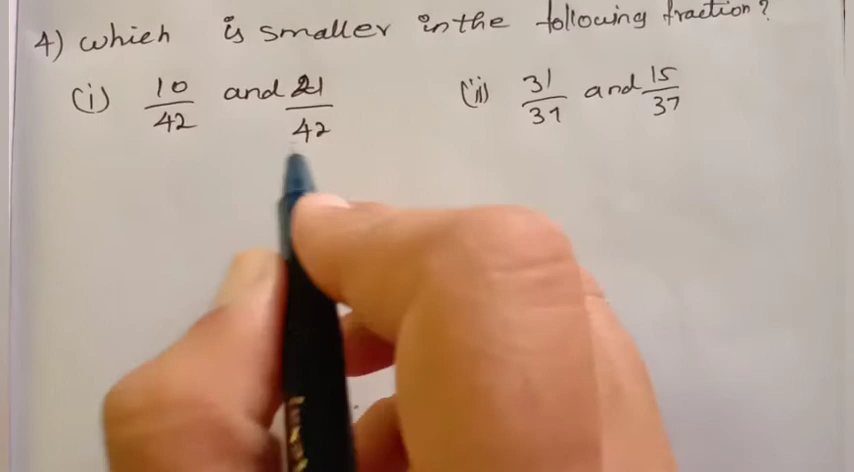 4) which is smaller in the following fraction?
(i) 10/42 and 21/42 (ii) 31/37 and 15/37